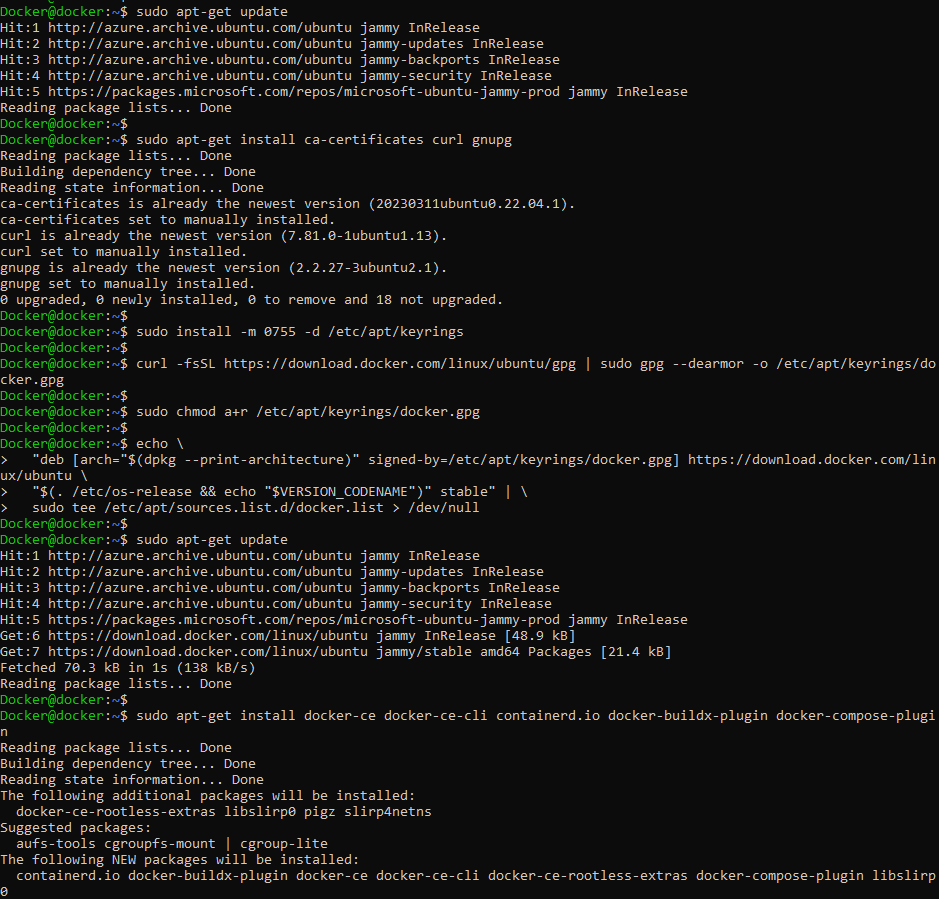 Docker@docker:~$ sudo apt-get update
Hit:1 http://azure.archive.ubuntu.com/ubuntu jammy InRelease
Hit:2 http://azure.archive.ubuntu.com/ubuntu jammy-updates InRelease
Hit:3 http://azure.archive.ubuntu.com/ubuntu jammy-backports InRelease
Hit:4 http://azure.archive.ubuntu.com/ubuntu jammy-security InRelease
Hit:5 https://packages.microsoft.com/repos/microsoft-ubuntu-jammy-prod jammy InRelease
Reading package lists... Done
Docker@docker:~$
Docker@docker:~$ sudo apt-get install ca-certificates curl gnupg
Reading package lists... Done
Building dependency tree... Done
Reading state information... Done
ca-certificates is already the newest version (20230311ubuntu0.22.04.1).
ca-certificates set to manually installed.
curl is already the newest version (7.81.0-1ubuntu1.13).
curl set to manually installed.
gnupg is already the newest version (2.2.27-3ubuntu2.1).
gnupg set to manually installed.
0 upgraded, 0 newly installed, 0 to remove and 18 not upgraded.
Docker@docker:~$
Docker@docker:~$ sudo install -m 0755 -d /etc/apt/keyrings
Docker@docker:~$
Docker@docker:~$ curl -fsSL https://download.docker.com/linux/ubuntu/gpg | sudo gpg --dearmor -o /etc/apt/keyrings/do
cker.gpg
Docker@docker:~$
Docker@docker:~$ sudo chmod a+r /etc/apt/keyrings/docker.gpg
Docker@docker:~$
Docker@docker:~$ echo \
>   "deb [arch="$(dpkg --print-architecture)" signed-by=/etc/apt/keyrings/docker.gpg] https://download.docker.com/lin
ux/ubuntu \
>   "$(. /etc/os-release && echo "$VERSION_CODENAME")" stable" | \
>   sudo tee /etc/apt/sources.list.d/docker.list > /dev/null
Docker@docker:~$
Docker@docker:~$ sudo apt-get update
Hit:1 http://azure.archive.ubuntu.com/ubuntu jammy InRelease
Hit:2 http://azure.archive.ubuntu.com/ubuntu jammy-updates InRelease
Hit:3 http://azure.archive.ubuntu.com/ubuntu jammy-backports InRelease
Hit:4 http://azure.archive.ubuntu.com/ubuntu jammy-security InRelease
Hit:5 https://packages.microsoft.com/repos/microsoft-ubuntu-jammy-prod jammy InRelease
Get:6 https://download.docker.com/linux/ubuntu jammy InRelease [48.9 kB]
Get:7 https://download.docker.com/linux/ubuntu jammy/stable amd64 Packages [21.4 kB]
Fetched 70.3 kB in 1s (138 kB/s)
Reading package lists... Done
Docker@docker:~$
Docker@docker:~$ sudo apt-get install docker-ce docker-ce-cli containerd.io docker-buildx-plugin docker-compose-plugi
n
Reading package lists... Done
Building dependency tree... Done
Reading state information... Done
The following additional packages will be installed:
  docker-ce-rootless-extras libslirp0 pigz slirp4netns
Suggested packages:
  aufs-tools cgroupfs-mount | cgroup-lite
The following NEW packages will be installed:
  containerd.io docker-buildx-plugin docker-ce docker-ce-cli docker-ce-rootless-extras docker-compose-plugin libslirp
0